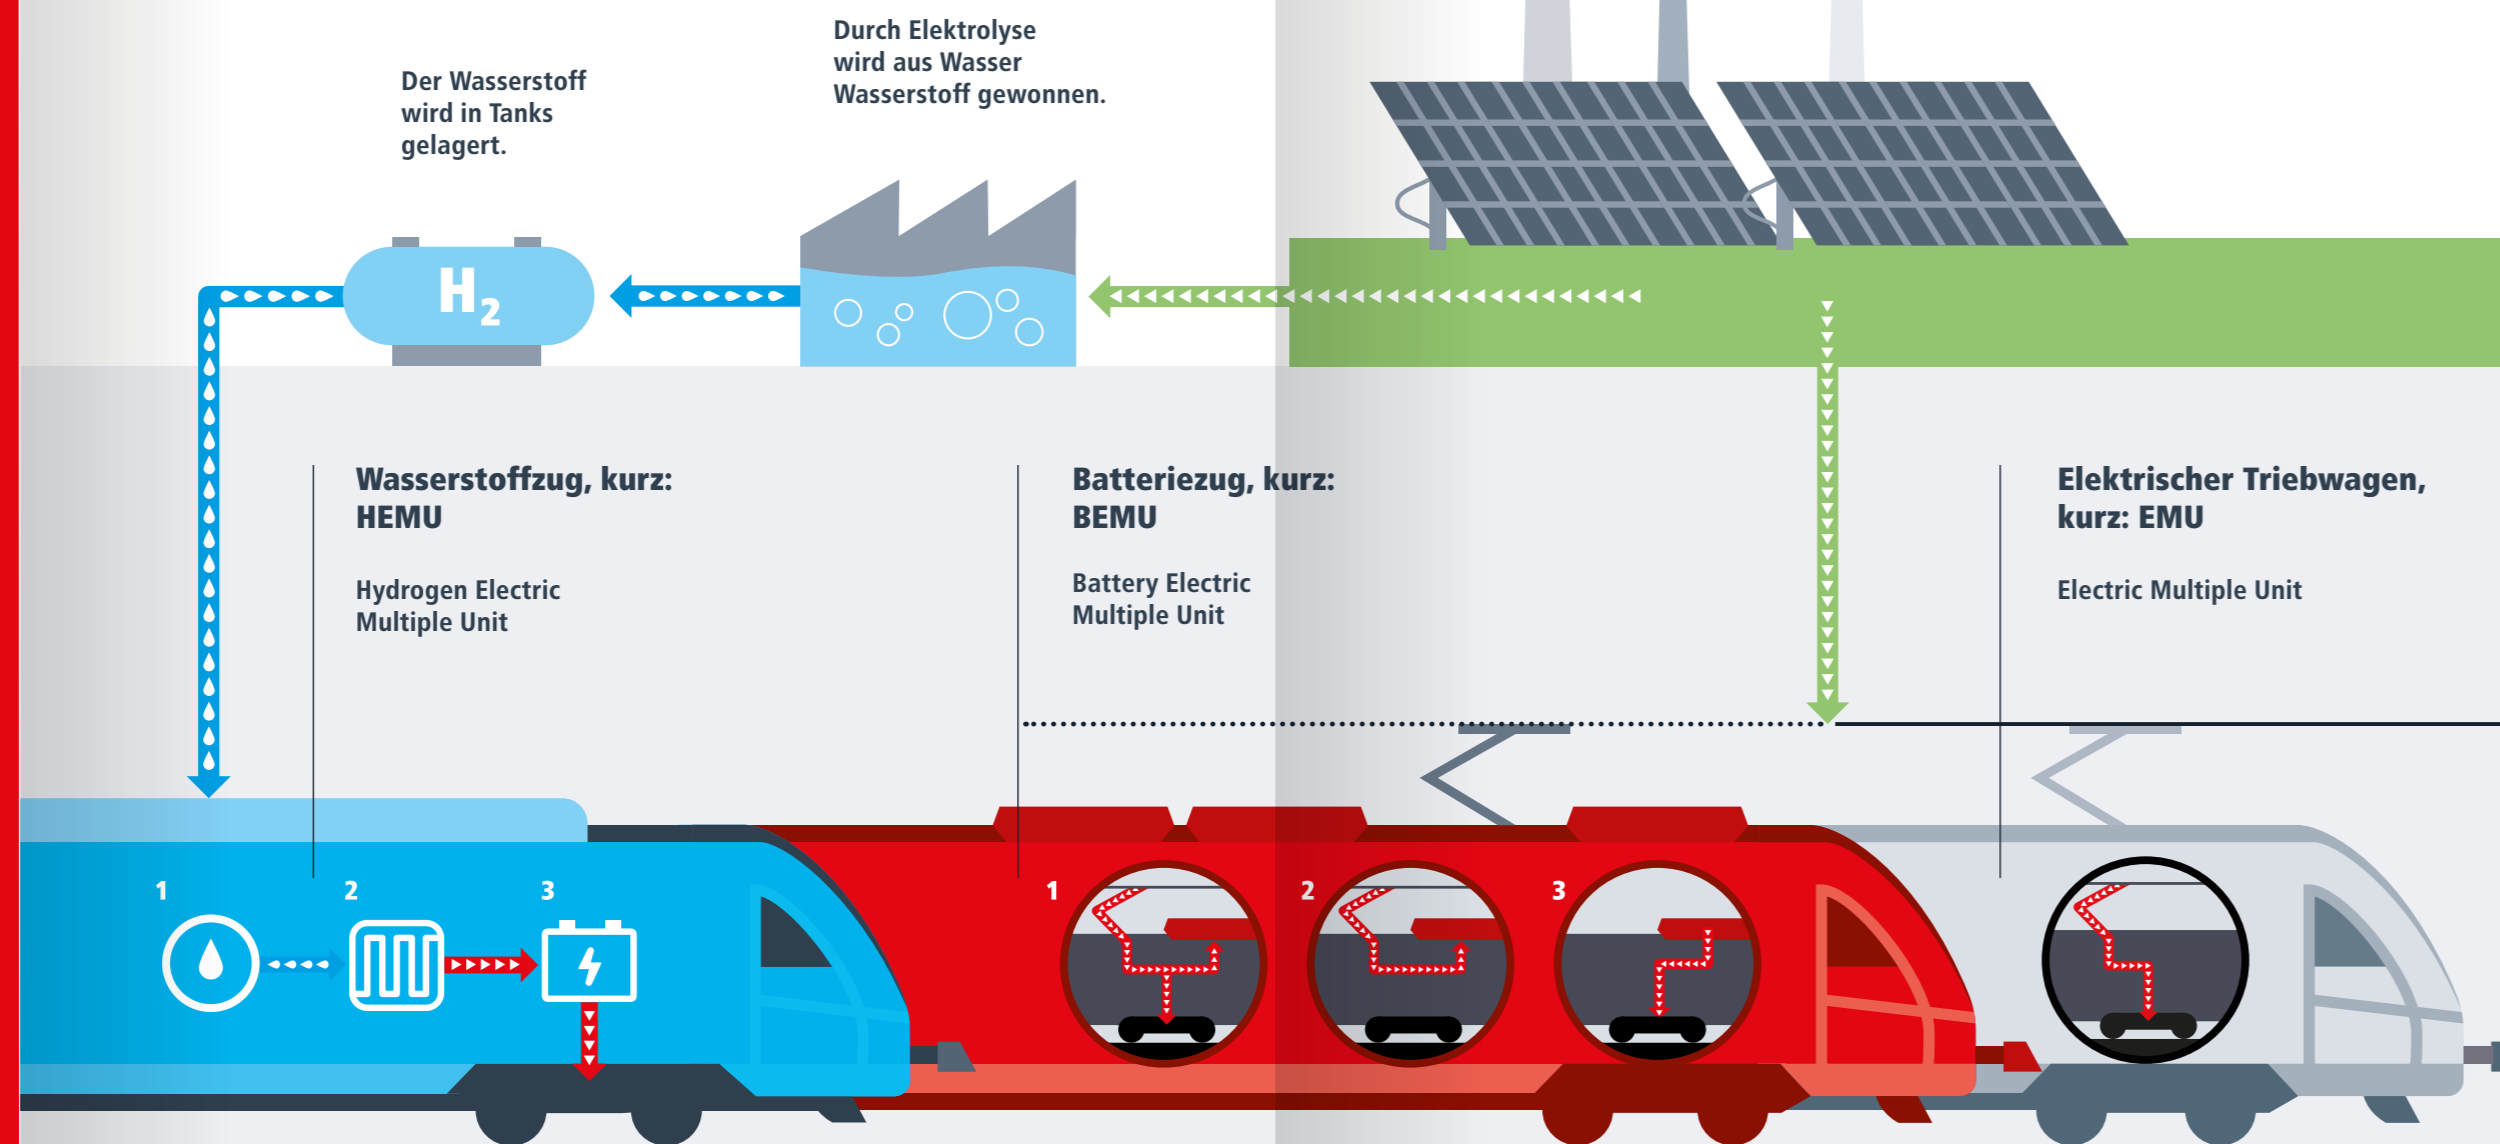 Durch Elektrolyse
wird aus Wasser
Wasserstoff gewonnen.
Der Wasserstoff
wird in Tanks
gelagert.
H2
Wasserstoffzug, kurz:
HEMU
Hydrogen Electric
Multiple Unit
Batteriezug, kurz:
BEMU
Battery Electric
Multiple Unit
Elektrischer Triebwagen,
kurz: EMU
Electric Multiple Unit
1
2
3
1
2
3